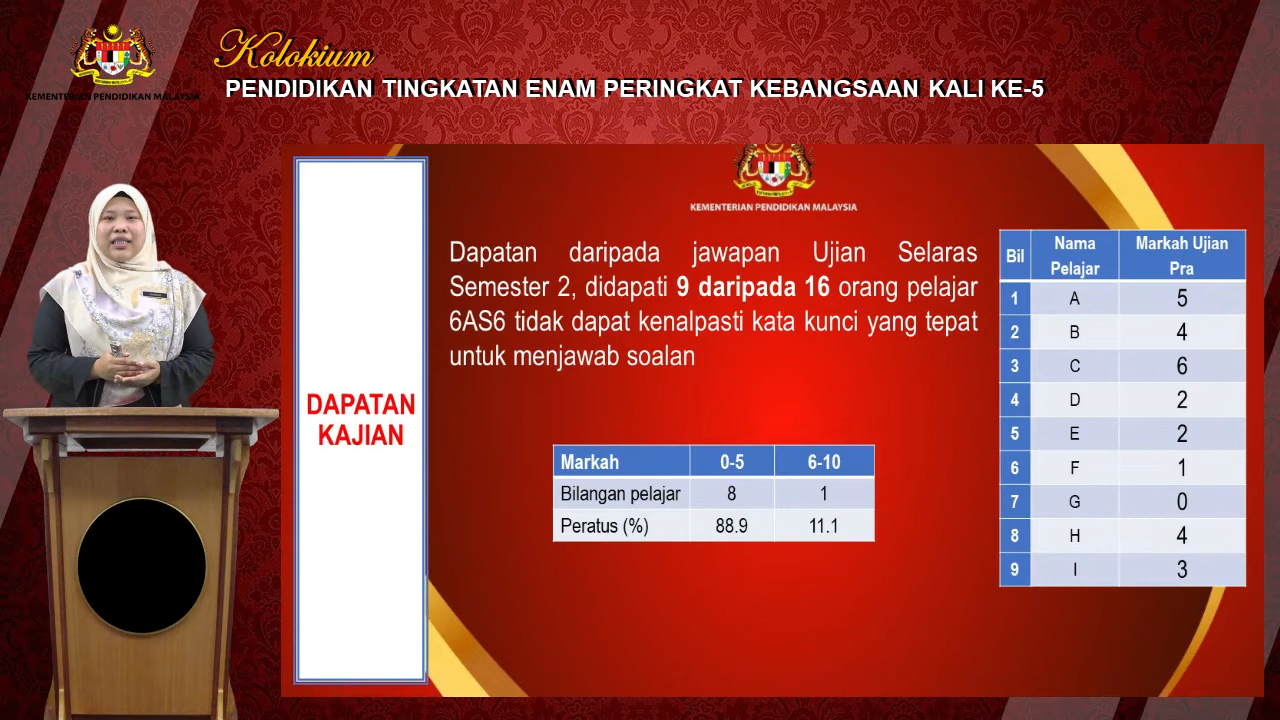 KEMENTERIAN PENDIDIKAN MALAYSIA
Kolokium
PENDIDIKAN TINGKATAN ENAM PERINGKAT KEBANGSAAN KALI KE-5
KEMENTERIAN PENDIDIKAN MALAYSIA
DAPATAN
KAJIAN
Dapatan daripada jawapan Ujian Selaras
Semester 2, didapati 9 daripada 16 orang pelajar
6AS6 tidak dapat kenalpasti kata kunci yang tepat
untuk menjawab soalan
Markah 0-5 6-10
Bilangan pelajar 8 1
Peratus (%) 88.9 11.1
Bil Nama Pelajar Markah Ujian Pra
1 A 5
2 B 4
3 C 6
4 D 2
5 E 2
6 F 1
7 G 0
8 H 4
9 I 3